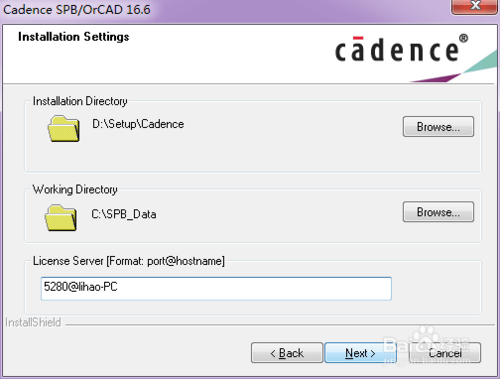 Cadence SPB/OrCAD 16.6
Installation Settings
cādence®
Installation Directory
D:\Setup\Cadence
Browse...
Working Directory
C:\SPB_Data
Browse...
License Server [Format: port@hostname]
5280@lihao-PC
InstallShield
< Back
Next >
Cancel